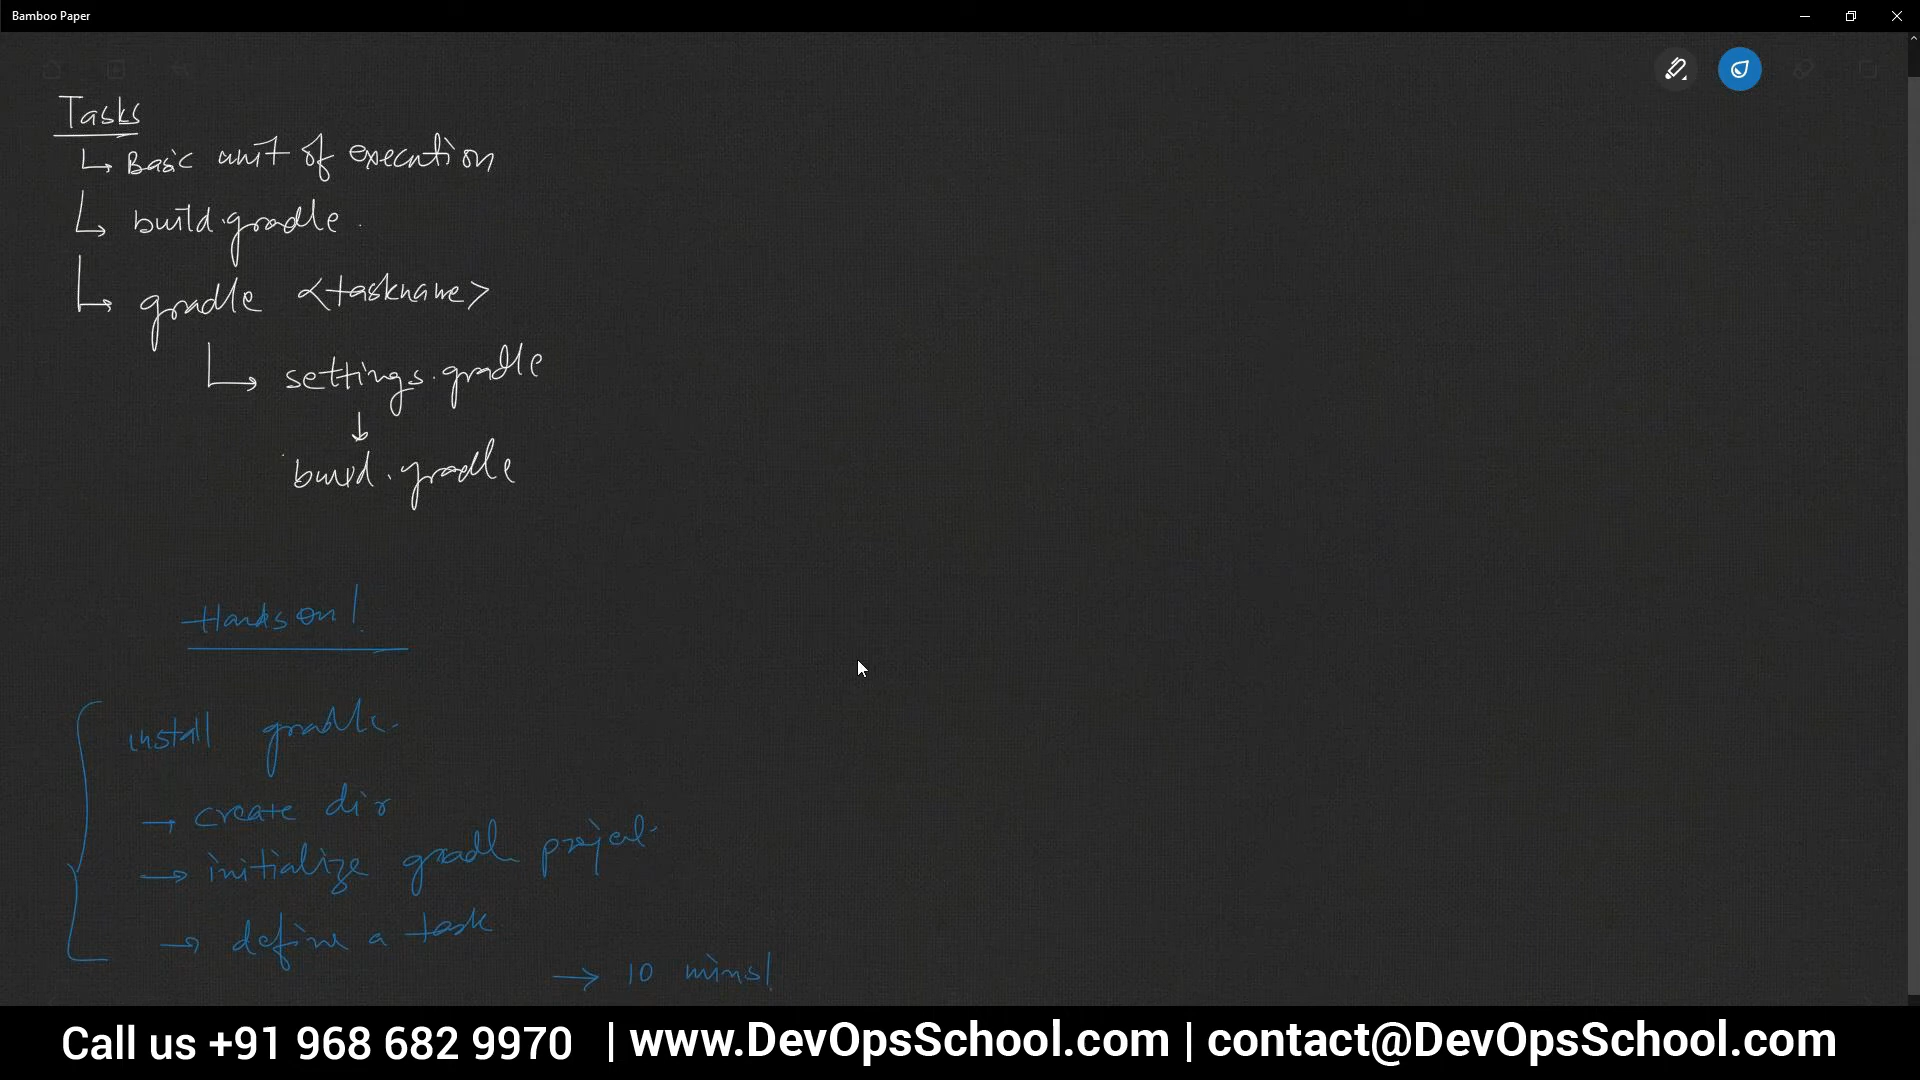 Bamboo Paper
Tasks
↳ Basic unit of execution
↳ build.gradle.
↳ gradle <taskname>
↳ settings.gradle
↓
build.gradle
Hands on!
install gradle.
→ create dir
→ initialize gradle project.
→ define a task
→ 10 mins!
Call us +91 968 682 9970 | www.DevOpsSchool.com | contact@DevOpsSchool.com